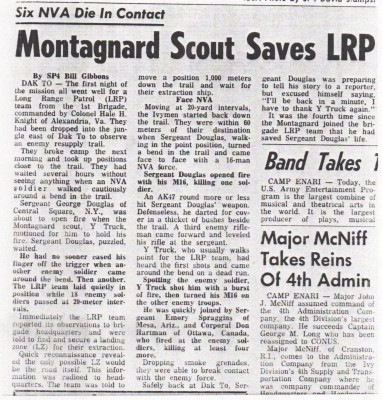 Six NVA Die In Contact
Montagnard Scout Saves LRP
By SP4 Bill Gibbons
DAK TO — The first night of
the mission all went well for a
Long Range Patrol (LRP)
team from the 1st Brigade,
commanded by Colonel Hale H.
Knight of Alexandria, Va. They
had been dropped into the jun-
gle east of Dak To to observe
an enemy resupply trail.
They broke camp the next
morning and took up positions
close to the trail. They had
waited several hours without
seeing anything when an NVA
soldier walked cautiously
around a bend in the trail.
Sergeant George Douglas of
Central Square, N.Y., was
about to open fire when the
Montagnard scout, Y Truck,
motioned for him to hold his
fire. Sergeant Douglas, puzzled,
waited.
He had no sooner eased his
finger off the trigger when an-
other enemy soldier came
around the bend. Then another.
The LRP team laid quietly in
position while 18 enemy sol-
diers passed at 20-meter inter-
vals.
Immediately the LRP team
reported its observations to bri-
gade headquarters and were
told to find and secure a landing
zone (LZ) for their extraction.
Quick reconnaissance reveal-
ed the only possible LZ would
be the road itself. This infor-
mation was radioed to head-
quarters. The team was told to
move a position 1,000 meters
down the trail and wait for
their extraction ship.
Face NVA
Moving at 20-yard intervals,
the Ivymen started back down
the trail. They were within 60
meters of their destination
when Sergeant Douglas, walk-
ing in the point position, turned
a bend in the trail and came
face to face with a 16-man
NVA force.
Sergeant Douglas opened fire
with his M16, killing one sol-
dier.
An AK47 round more or less
hit Sergeant Douglas' weapon.
Defenseless, he darted for cov-
er in a thicket of bushes beside
the trail. A third enemy rifle-
man came forward and leveled
his rifle at the sergeant.
Y Truck, who usually walks
point for the LRP team, had
heard the first shots and came
around the bend on a dead run.
Spotting the enemy soldier,
Y Truck shot him with a burst
of fire, then turned his M16 on
the other enemy troops.
He was quickly joined by Ser-
geant Emory Spraggins of
Mesa, Ariz., and Corporal Don
Hartman of Ottawa, Canada,
who fired at the enemy sol-
diers, killing at least four
more.
Dropping smoke grenades,
they were able to break contact
with the enemy force.
Safely back at Dak To, Ser-
geant Douglas was preparing
to tell his story to a reporter,
but excused himself saying,
"I'll be back in a minute, I
have to thank Y Truck again."
It was the fourth time since
the Montagnard joined the bri-
gade LRP team that he had
saved Sergeant Douglas' life.
Band Takes T
CAMP ENARI — Today, the
U.S. Army Entertainment Pro-
gram is the largest combine of
musical and theatrical arts in
the world. It is the largest
producer of plays, musical
Major McNiff
Takes Reins
Of 4th Admin
CAMP ENARI — Major John
J. McNiff assumed command of
the 4th Administration Com-
pany, the 4th Division's largest
company. He succeeds Captain
George M. Long who has been
reassigned to CONUS.
Major McNiff, of Cranston,
R.I., comes to the Administra-
tion Company from the Ivy
Division's th Supply and Trans-
portation Company where he
was company commander of